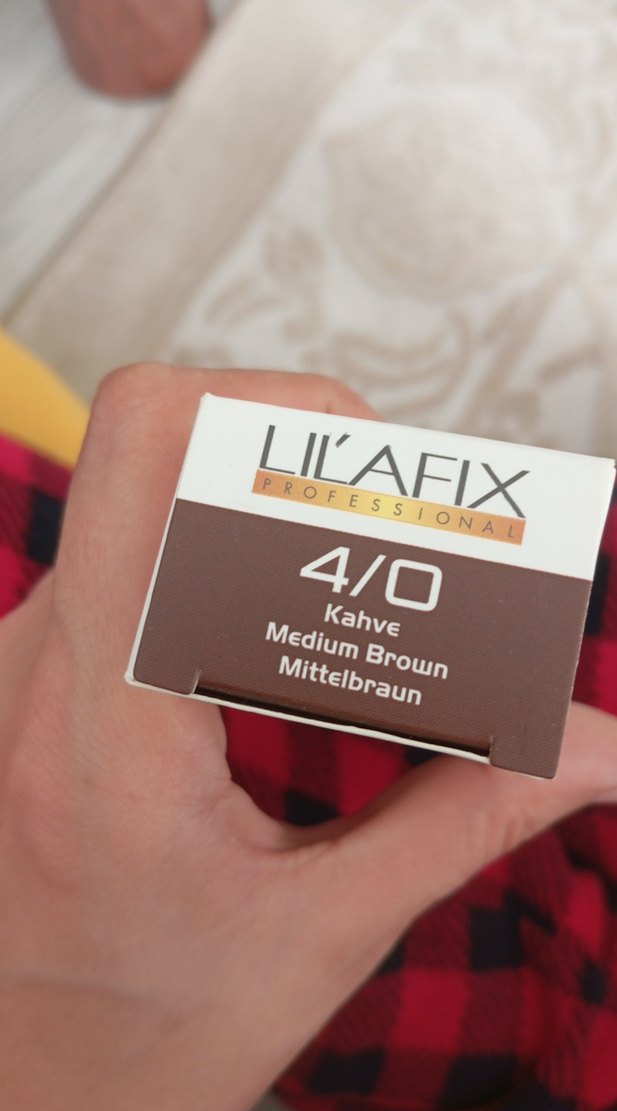 LIL'AFIX
PROFESSIONAL
4/0
Kahve
Medium Brown
Mittelbraun